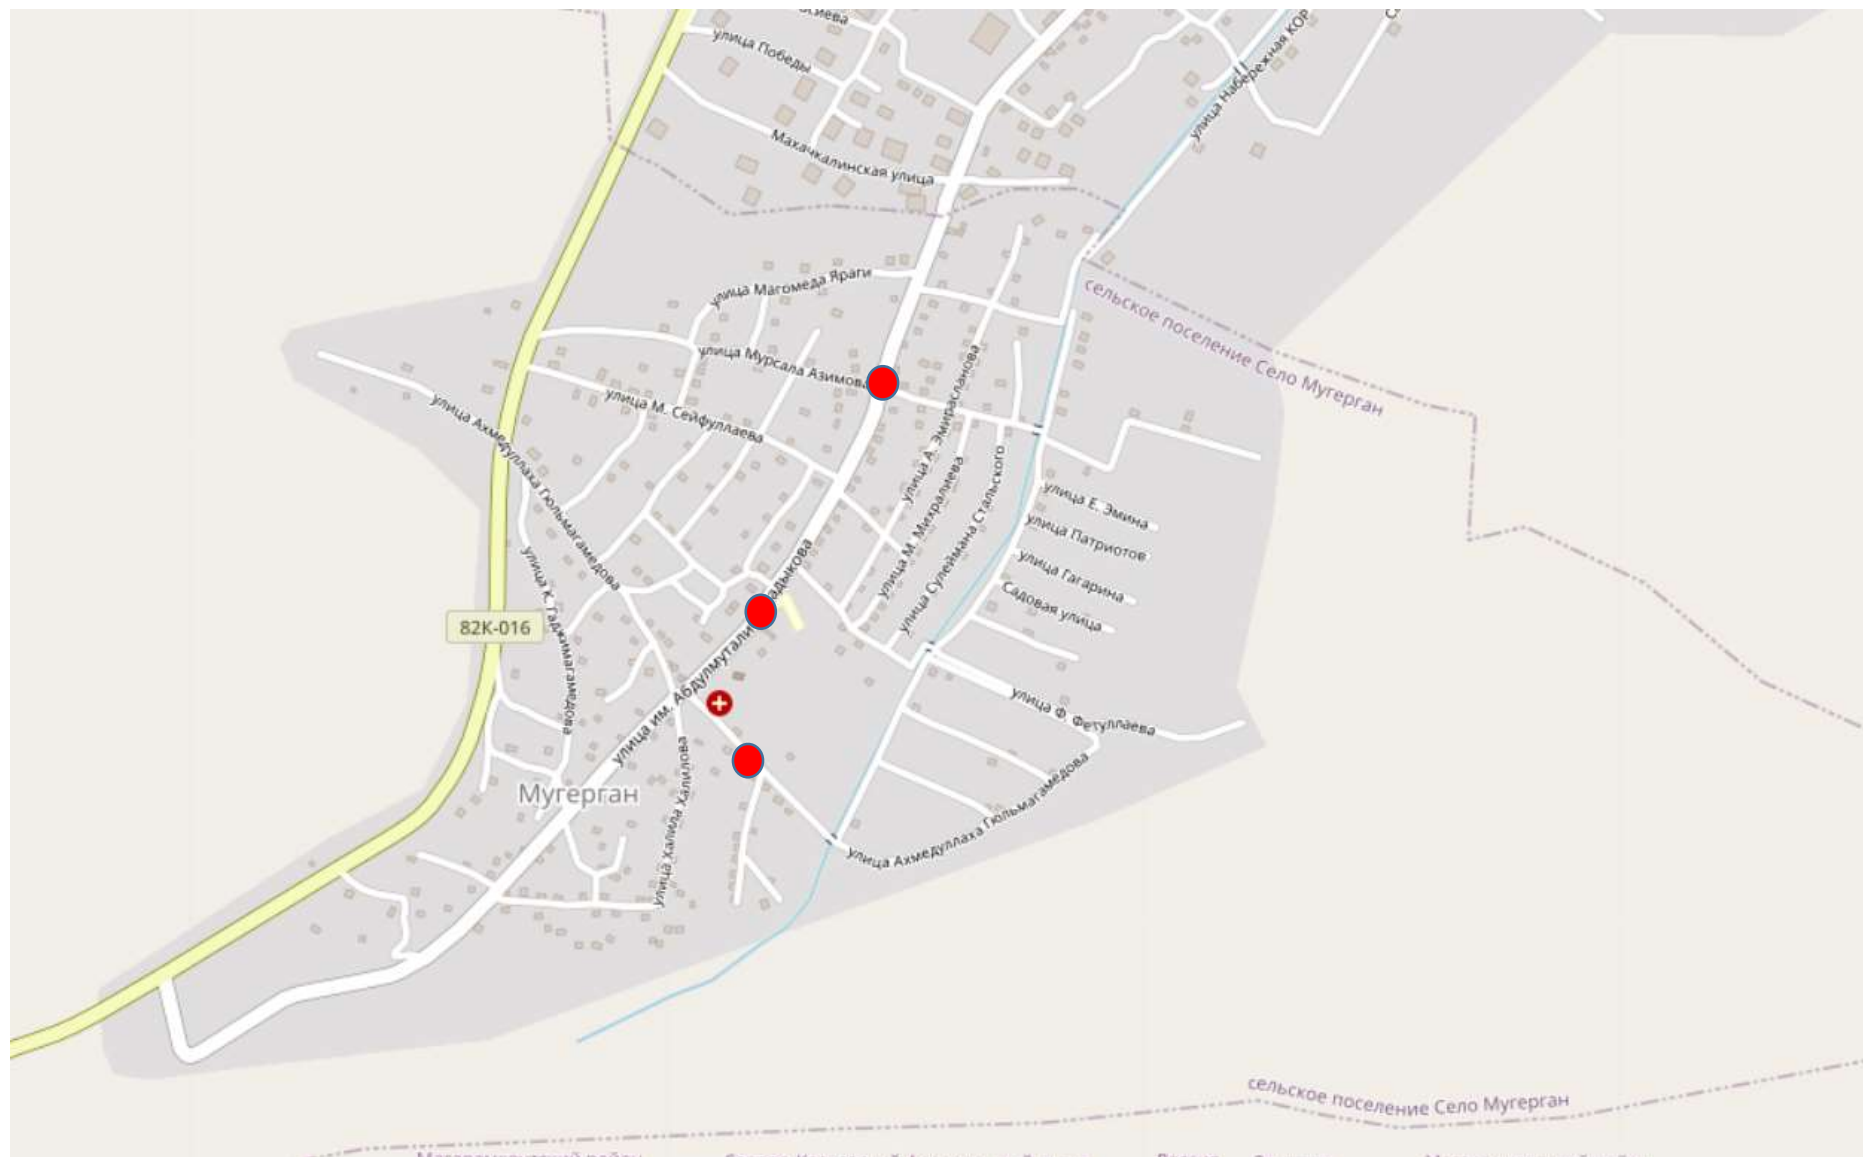 улица Победы
улица Набережная КОР
Махачкалинская улица
улица Магомеда Яраги
сельское поселение Село Мугерган
улица Мурсала Азимова
улица М. Сейфуллаева
улица А. Эмирасланова
улица Ахмедуллаха Гюльмагамедова
улица М. Михралиева
улица Сулеймана Стальского
улица Е. Эмина
улица Патриотов
улица Гагарина
Садовая улица
улица К. Гаджимагамедова
82К-016
улица им. Абдулмутали
адыкова
улица Ф. Фетуллаева
улица Халила Халилова
Мугерган
улица Ахмедуллаха Гюльмагамедова
сельское поселение Село Мугерган